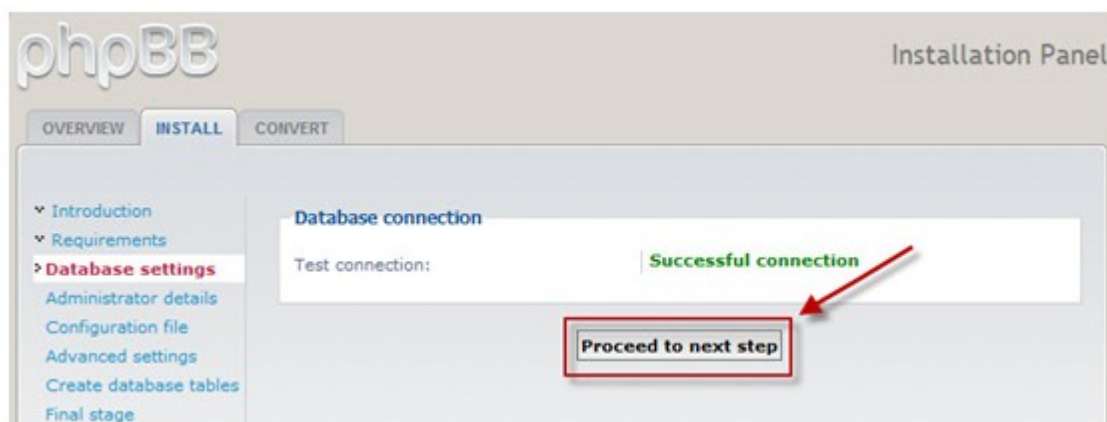 phpBB
Installation Panel
OVERVIEW INSTALL CONVERT
Introduction
Requirements
Database settings
Administrator details
Configuration file
Advanced settings
Create database tables
Final stage
Database connection
Test connection: Successful connection
Proceed to next step